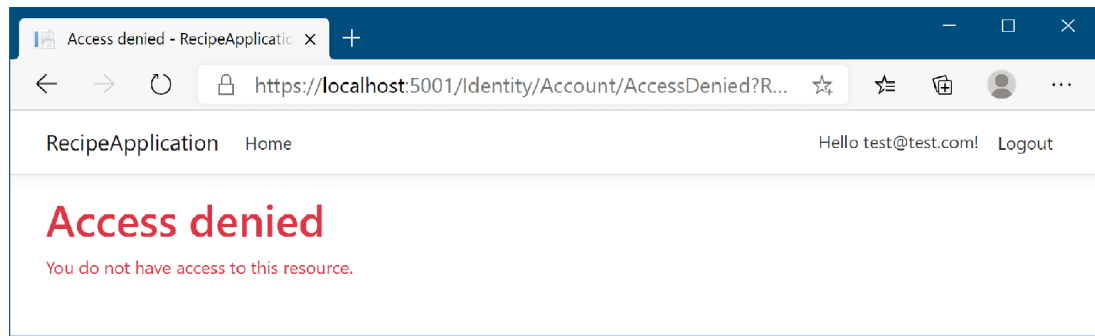 Access denied - RecipeApplicatic
https://localhost:5001/Identity/Account/AccessDenied?R...
RecipeApplication Home Hello test@test.com! Logout
Access denied
You do not have access to this resource.